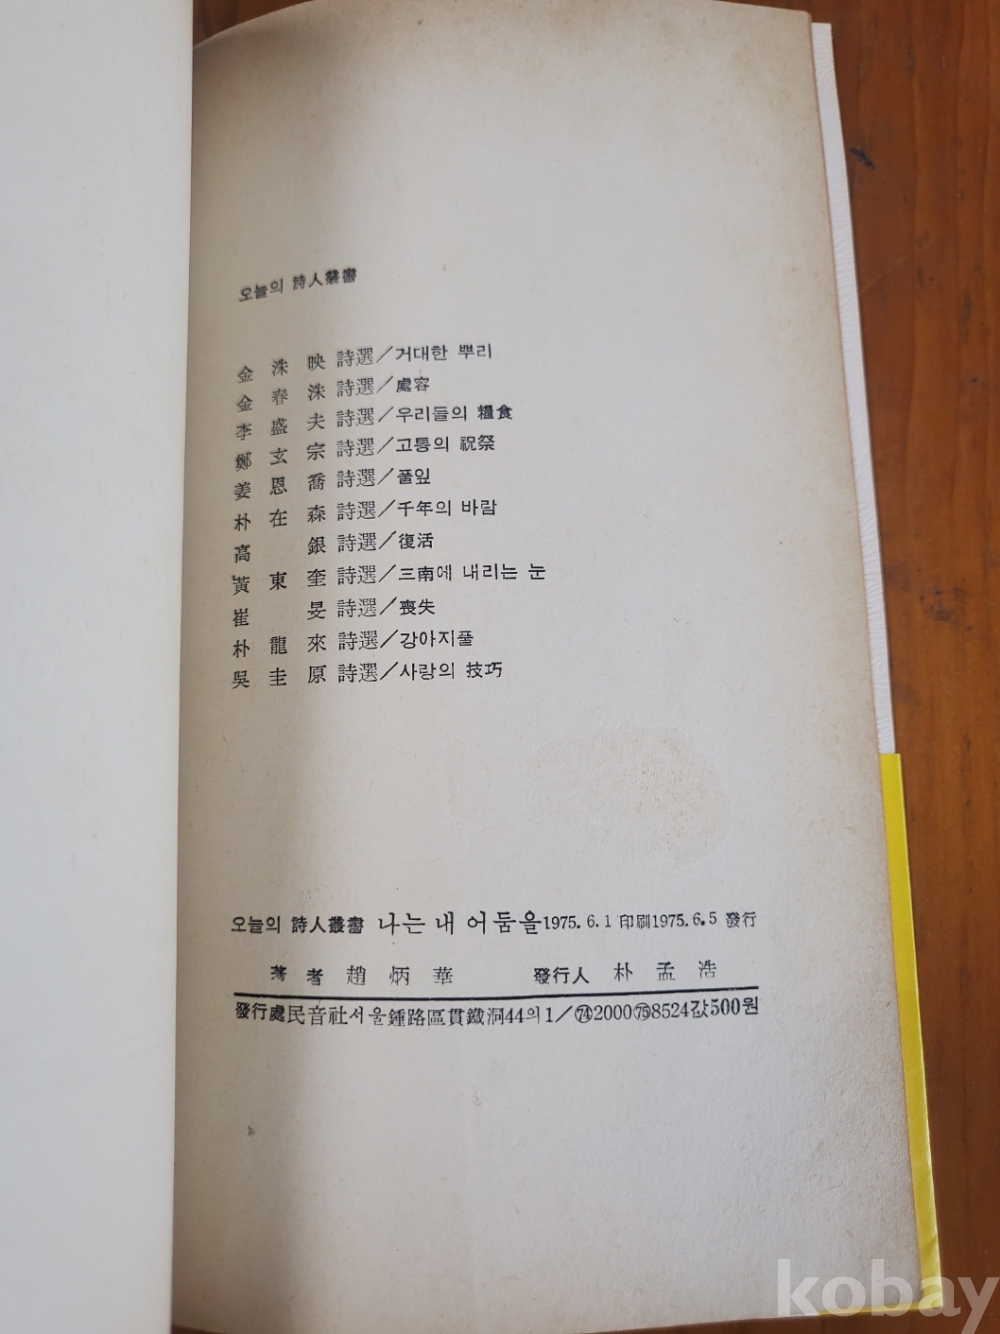 오늘의 詩人叢書
金洙暎 詩選/거대한 뿌리
金春洙 詩選/處容
李盛夫 詩選/우리들의 糧食
鄭玄宗 詩選/고통의 祝祭
姜恩喬 詩選/풀잎
朴在森 詩選/千年의 바람
高銀 詩選/復活
黃東奎 詩選/三南에 내리는 눈
崔旻 詩選/喪失
朴龍來 詩選/강아지풀
吳圭原 詩選/사랑의 技巧
오늘의 詩人叢書 나는 내 어둠을 1975. 6. 1 印刷 1975. 6. 5 發行
著者 趙炳華 發行人 朴孟浩
發行處 民音社 서울鍾路區貫鐵洞44의1/㉔2000㉕8524 값500원
kobay